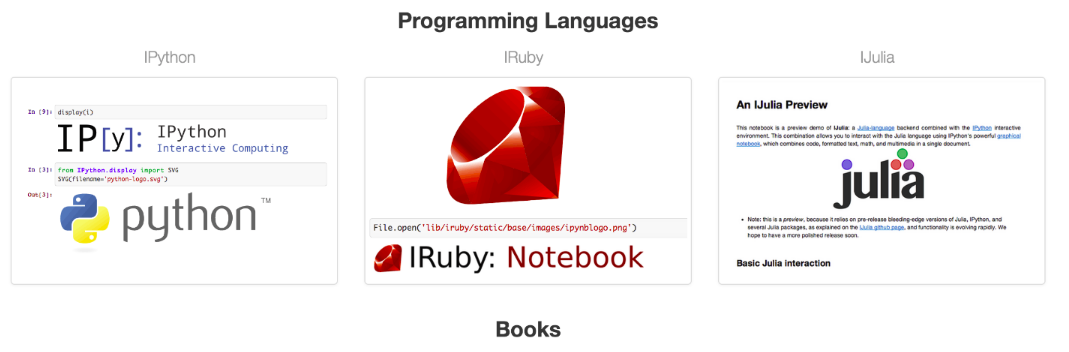 Programming Languages
IPython
IRuby
IJulia
In [9]: display(i)
IP[y]: IPython
Interactive Computing
In [3]: from IPython.display import SVG
SVG(filename='python-logo.svg')
Out[3]:
python™
File.open('lib/iruby/static/base/images/ipynblogo.png')
IRuby: Notebook
An IJulia Preview
This notebook is a preview demo of IJulia: a Julia-language backend combined with the IPython interactive
environment. This combination allows you to interact with the Julia language using IPython's powerful graphical
notebook, which combines code, formatted text, math, and multimedia in a single document.
julia
• Note: this is a preview, because it relies on pre-release bleeding-edge versions of Julia, IPython, and
several Julia packages, as explained on the IJulia github page, and functionality is evolving rapidly. We
hope to have a more polished release soon.
Basic Julia interaction
Books